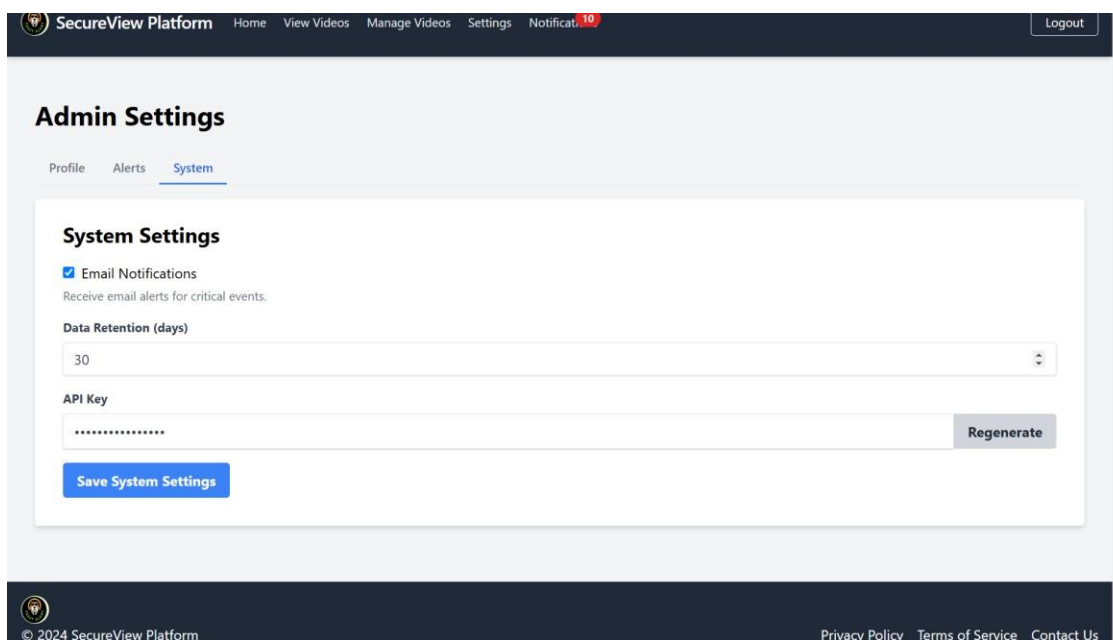 SecureView Platform Home View Videos Manage Videos Settings Notificati 10 Logout
Admin Settings
Profile Alerts System
System Settings
Email Notifications
Receive email alerts for critical events.
Data Retention (days)
30
API Key
••••••••••••••••
Regenerate
Save System Settings
© 2024 SecureView Platform Privacy Policy Terms of Service Contact Us